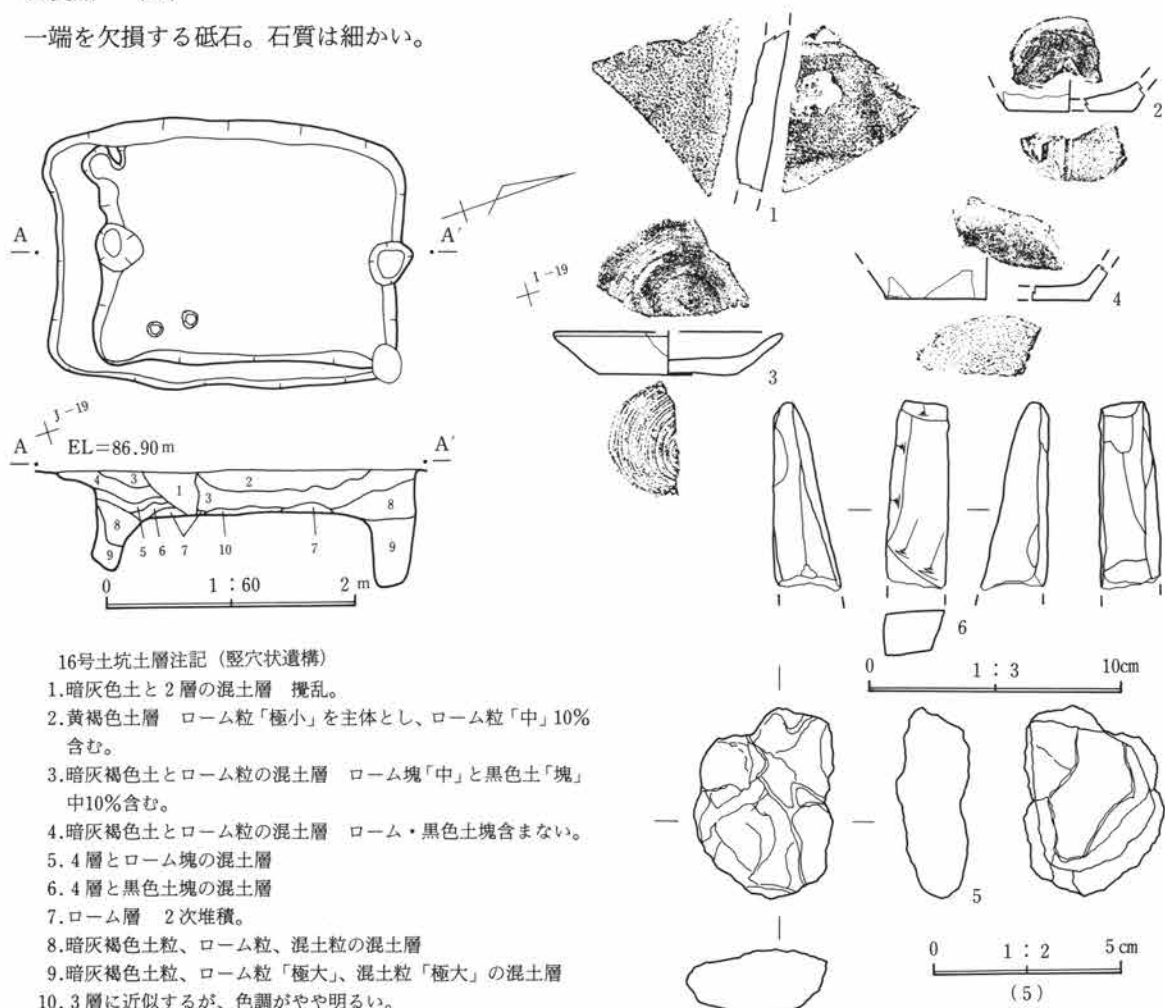 一端を欠損する砥石。石質は細かい。
1
2
A
A′
I-19
3
4
J-19
A
EL=86.90m
A′
4 3 1 3 2 8
8
9 5 6 7 10 7 9
0 1:60 2m
6
0 1:3 10cm
16号土坑土層注記（竪穴状遺構）
1.暗灰色土と2層の混土層　攪乱。
2.黄褐色土層　ローム粒「極小」を主体とし、ローム粒「中」10%
含む。
3.暗灰褐色土とローム粒の混土層　ローム塊「中」と黒色土「塊」
中10%含む。
4.暗灰褐色土とローム粒の混土層　ローム・黒色土塊含まない。
5.4層とローム塊の混土層
6.4層と黒色土塊の混土層
7.ローム層　2次堆積。
8.暗灰褐色土粒、ローム粒、混土粒の混土層
9.暗灰褐色土粒、ローム粒「極大」、混土粒「極大」の混土層
10.3層に近似するが、色調がやや明るい。
5
0 1:2 5cm
(5)